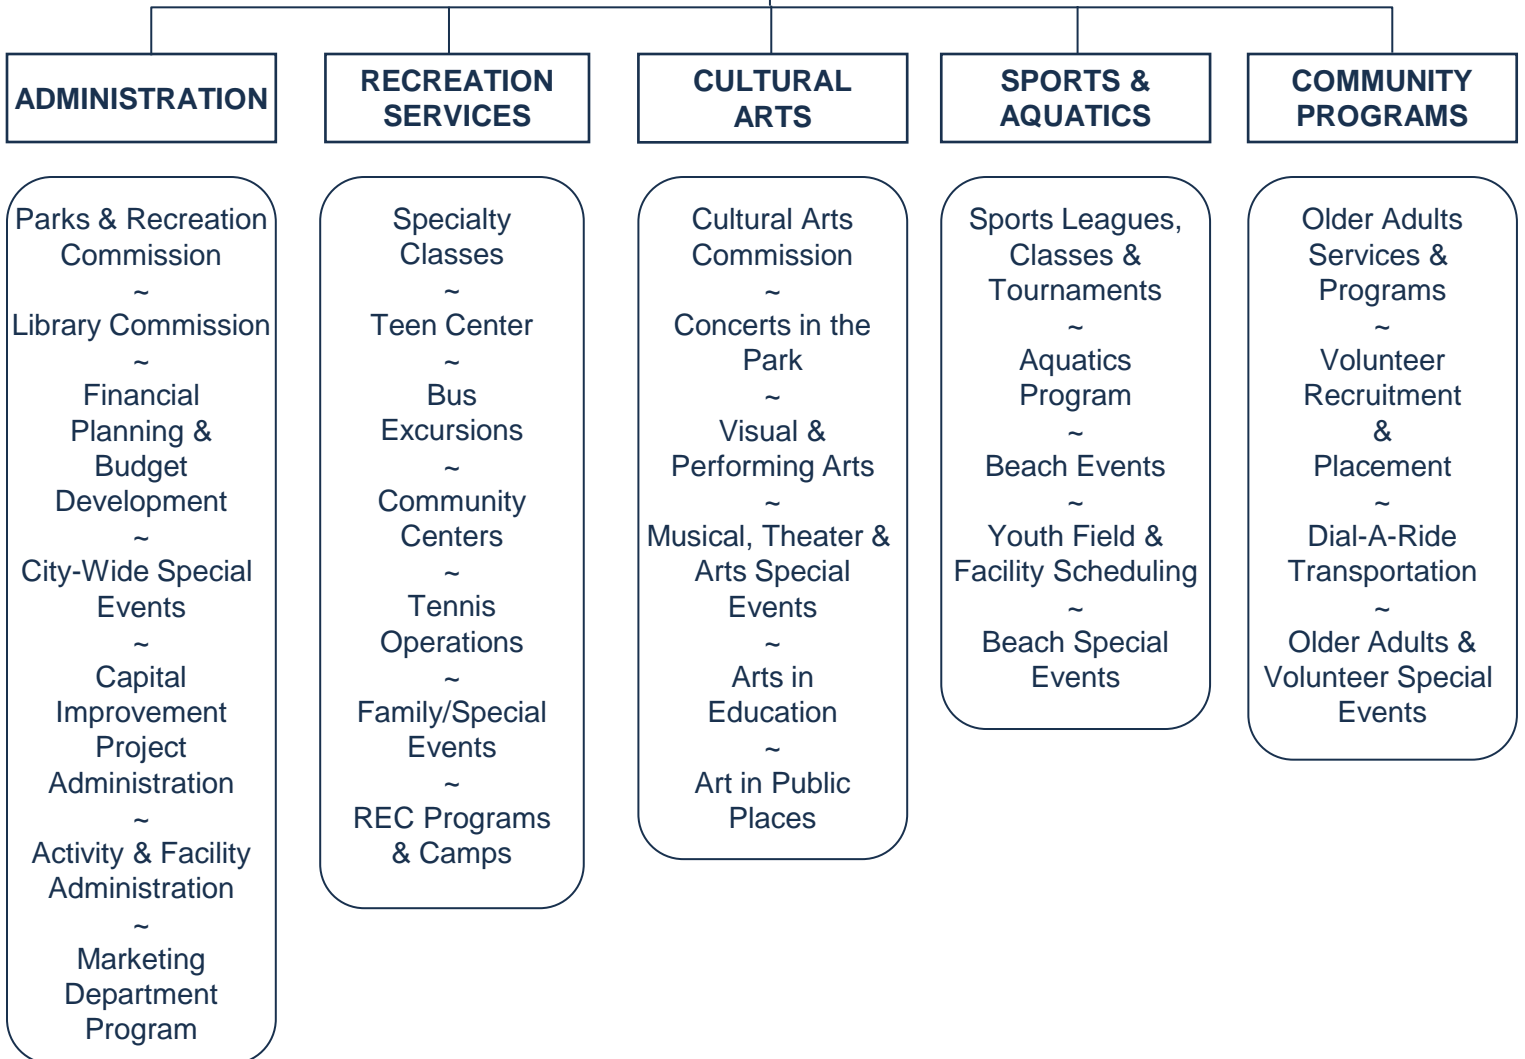 ADMINISTRATION
Parks & Recreation
Commission
~
Library Commission
~
Financial
Planning &
Budget
Development
~
City-Wide Special
Events
~
Capital
Improvement
Project
Administration
~
Activity & Facility
Administration
~
Marketing
Department
Program
RECREATION
SERVICES
Specialty
Classes
~
Teen Center
~
Bus
Excursions
~
Community
Centers
~
Tennis
Operations
~
Family/Special
Events
~
REC Programs
& Camps
CULTURAL
ARTS
Cultural Arts
Commission
~
Concerts in the
Park
~
Visual &
Performing Arts
~
Musical, Theater &
Arts Special
Events
~
Arts in
Education
~
Art in Public
Places
SPORTS &
AQUATICS
Sports Leagues,
Classes &
Tournaments
~
Aquatics
Program
~
Beach Events
~
Youth Field &
Facility Scheduling
~
Beach Special
Events
COMMUNITY
PROGRAMS
Older Adults
Services &
Programs
~
Volunteer
Recruitment
&
Placement
~
Dial-A-Ride
Transportation
~
Older Adults &
Volunteer Special
Events